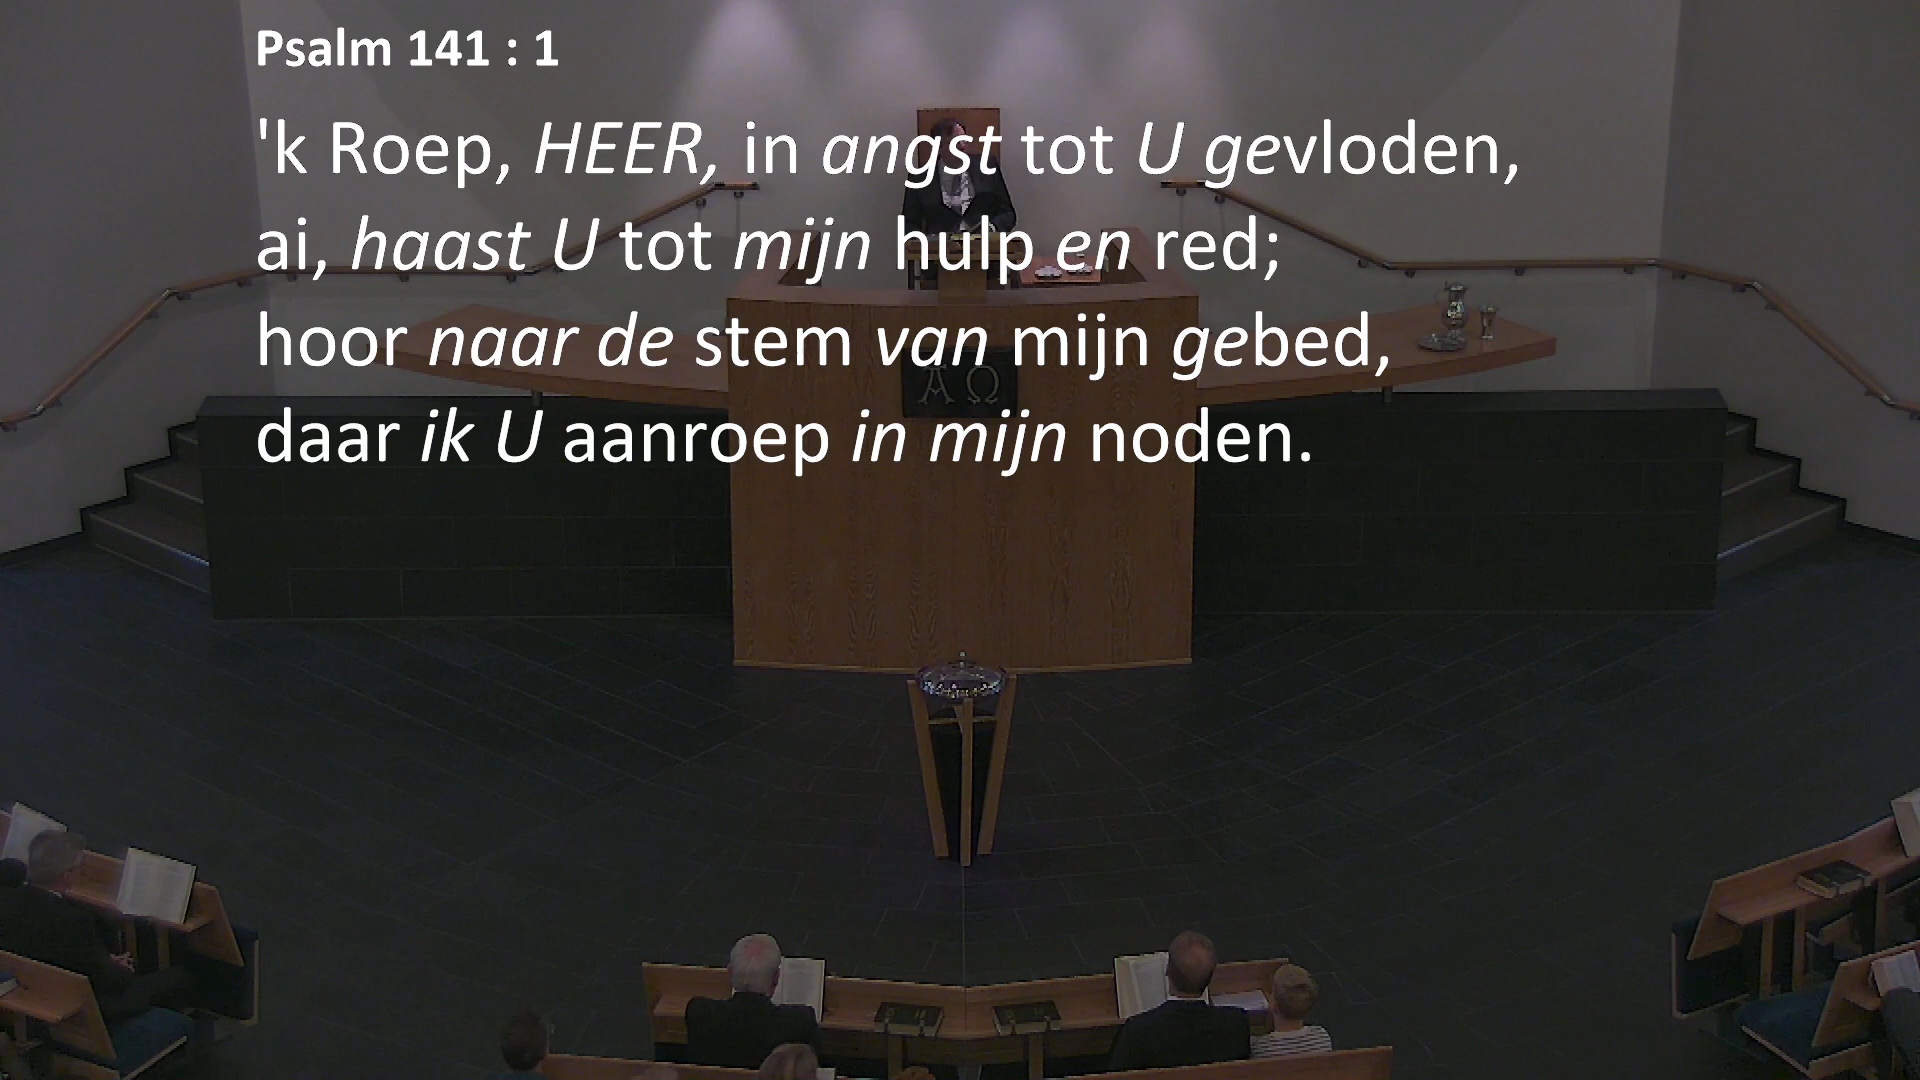 Psalm 141 : 1
'k Roep, HEER, in angst tot U gevloden,
ai, haast U tot mijn hulp en red;
hoor naar de stem van mijn gebed,
Α Ω
daar ik U aanroep in mijn noden.